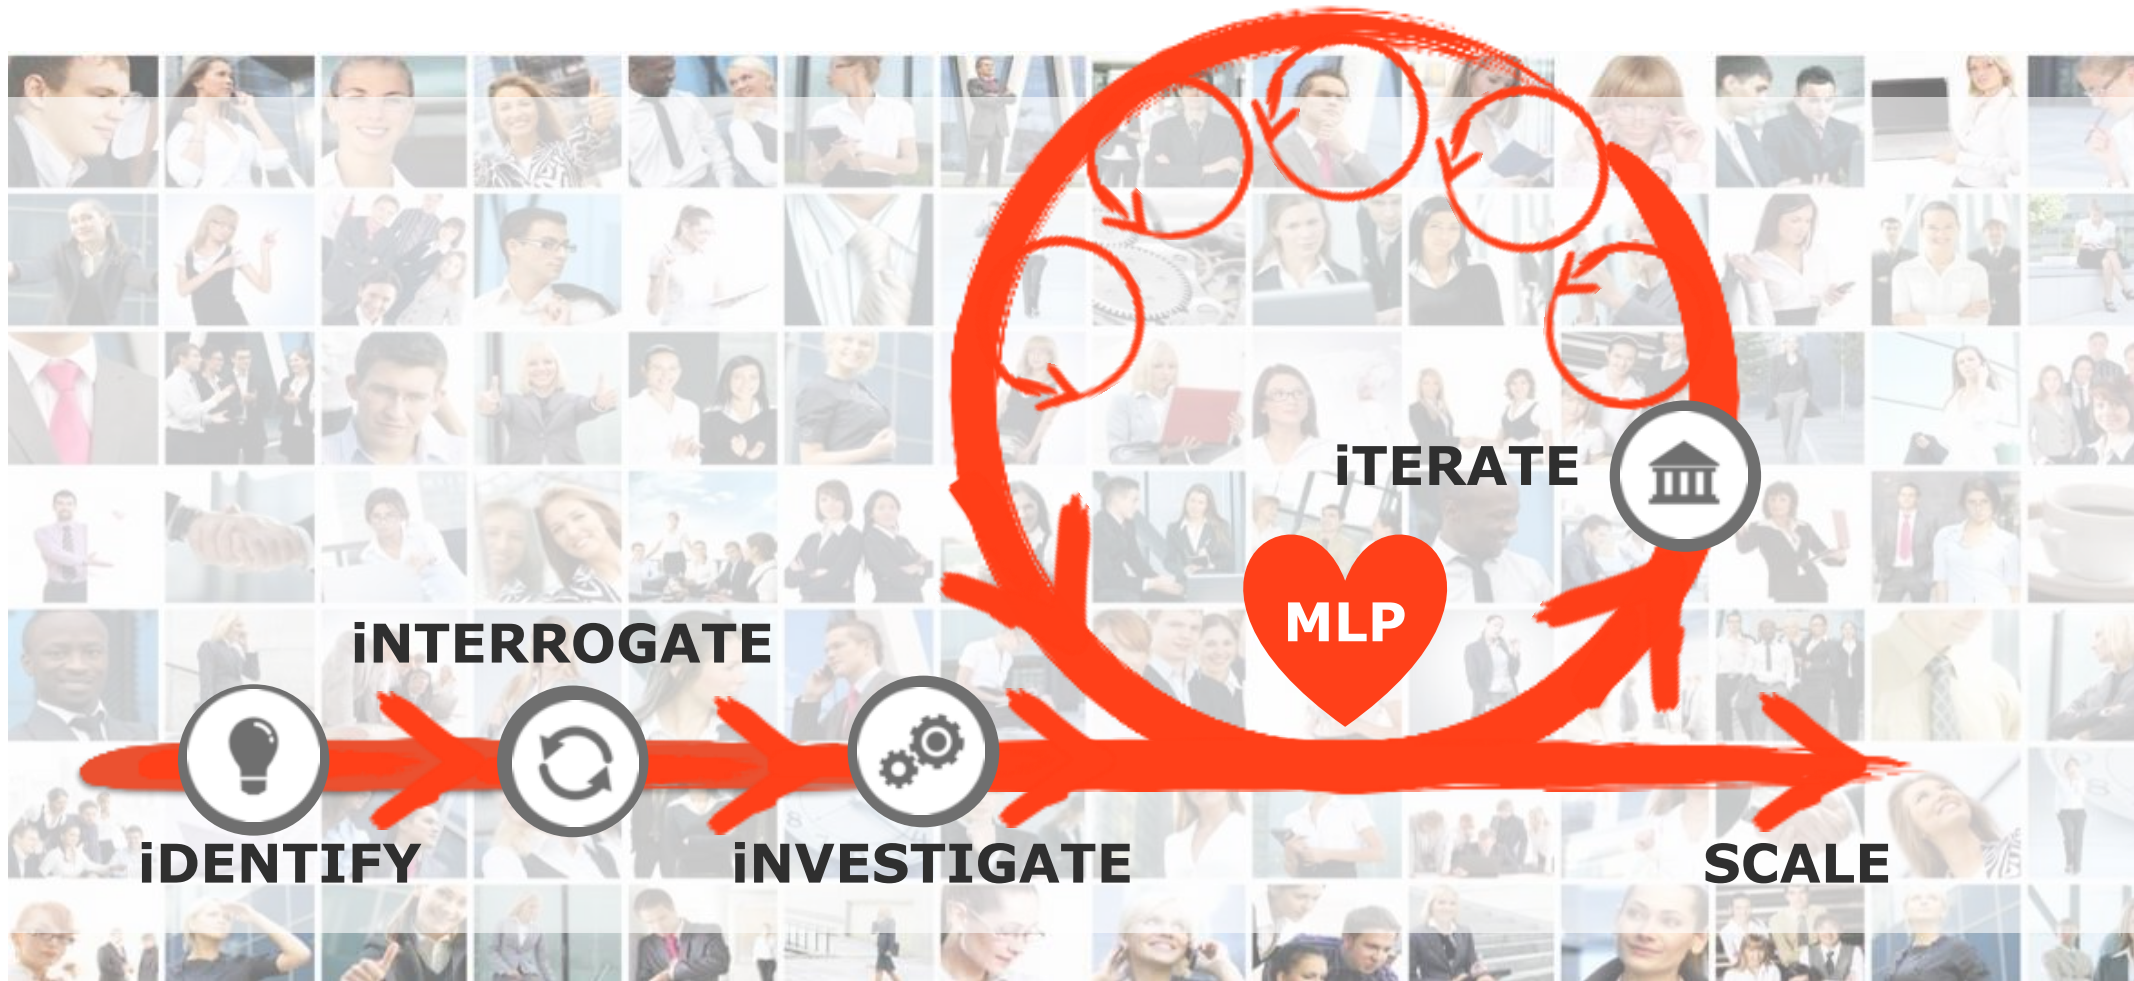 iTERATE
MLP
iNTERROGATE
iDENTIFY
iNVESTIGATE
SCALE